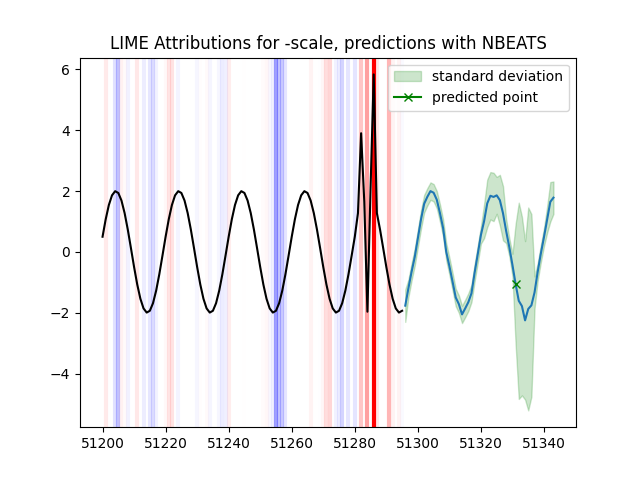 LIME Attributions for -scale, predictions with NBEATS
standard deviation
predicted point
6
4
2
0
−2
−4
51200 51220 51240 51260 51280 51300 51320 51340